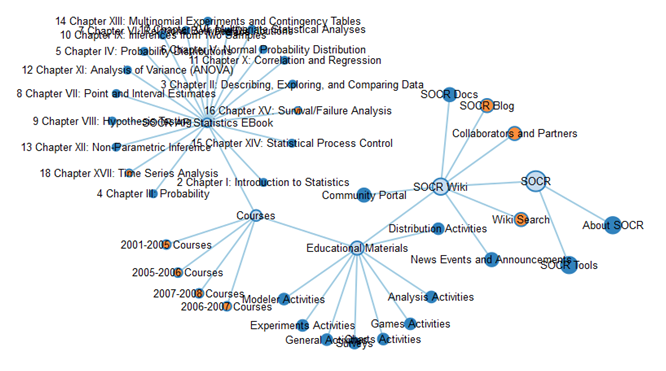 14 Chapter XIII: Multinomial Experiments and Contingency Tables
10 Chapter IX: Inferences from Two Samples
5 Chapter IV: Probability Distributions
6 Chapter V: Normal Probability Distribution
11 Chapter X: Correlation and Regression
12 Chapter XI: Analysis of Variance (ANOVA)
3 Chapter II: Describing, Exploring, and Comparing Data
8 Chapter VII: Point and Interval Estimates
16 Chapter XV: Survival/Failure Analysis
9 Chapter VIII: Hypothesis Testing
SOCR AP Statistics EBook
15 Chapter XIV: Statistical Process Control
13 Chapter XII: Non-Parametric Inference
18 Chapter XVII: Time Series Analysis
2 Chapter I: Introduction to Statistics
4 Chapter III: Probability
SOCR Docs
SOCR Blog
Collaborators and Partners
SOCR
SOCR Wiki
Community Portal
Courses
Wiki Search
About SOCR
Distribution Activities
2001-2005 Courses
Educational Materials
News Events and Announcements
SOCR Tools
2005-2006 Courses
2007-2008 Courses
2006-2007 Courses
Modeler Activities
Analysis Activities
Experiments Activities
Games Activities
General Activities
Surveys
Charts Activities